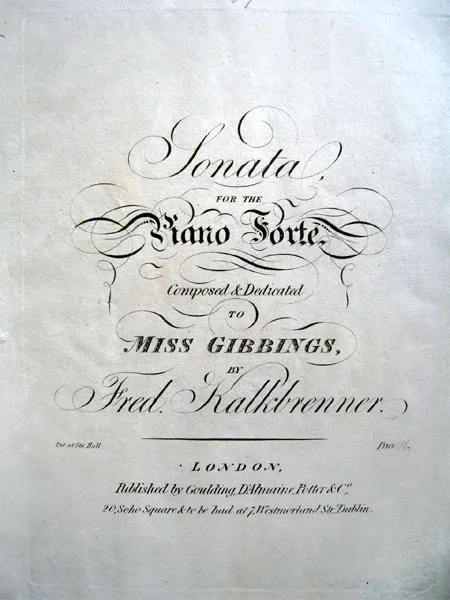 Sonata,
FOR THE
Piano Forte.
Composed & Dedicated
TO
MISS GIBBINGS,
BY
Fred. Kalkbrenner.
Ent. at Sta. Hall.
Price
LONDON,
Published by Goulding, D'Almaine, Potter & Co.
20, Soho Square & to be had at 7, Westmorland Str. Dublin.